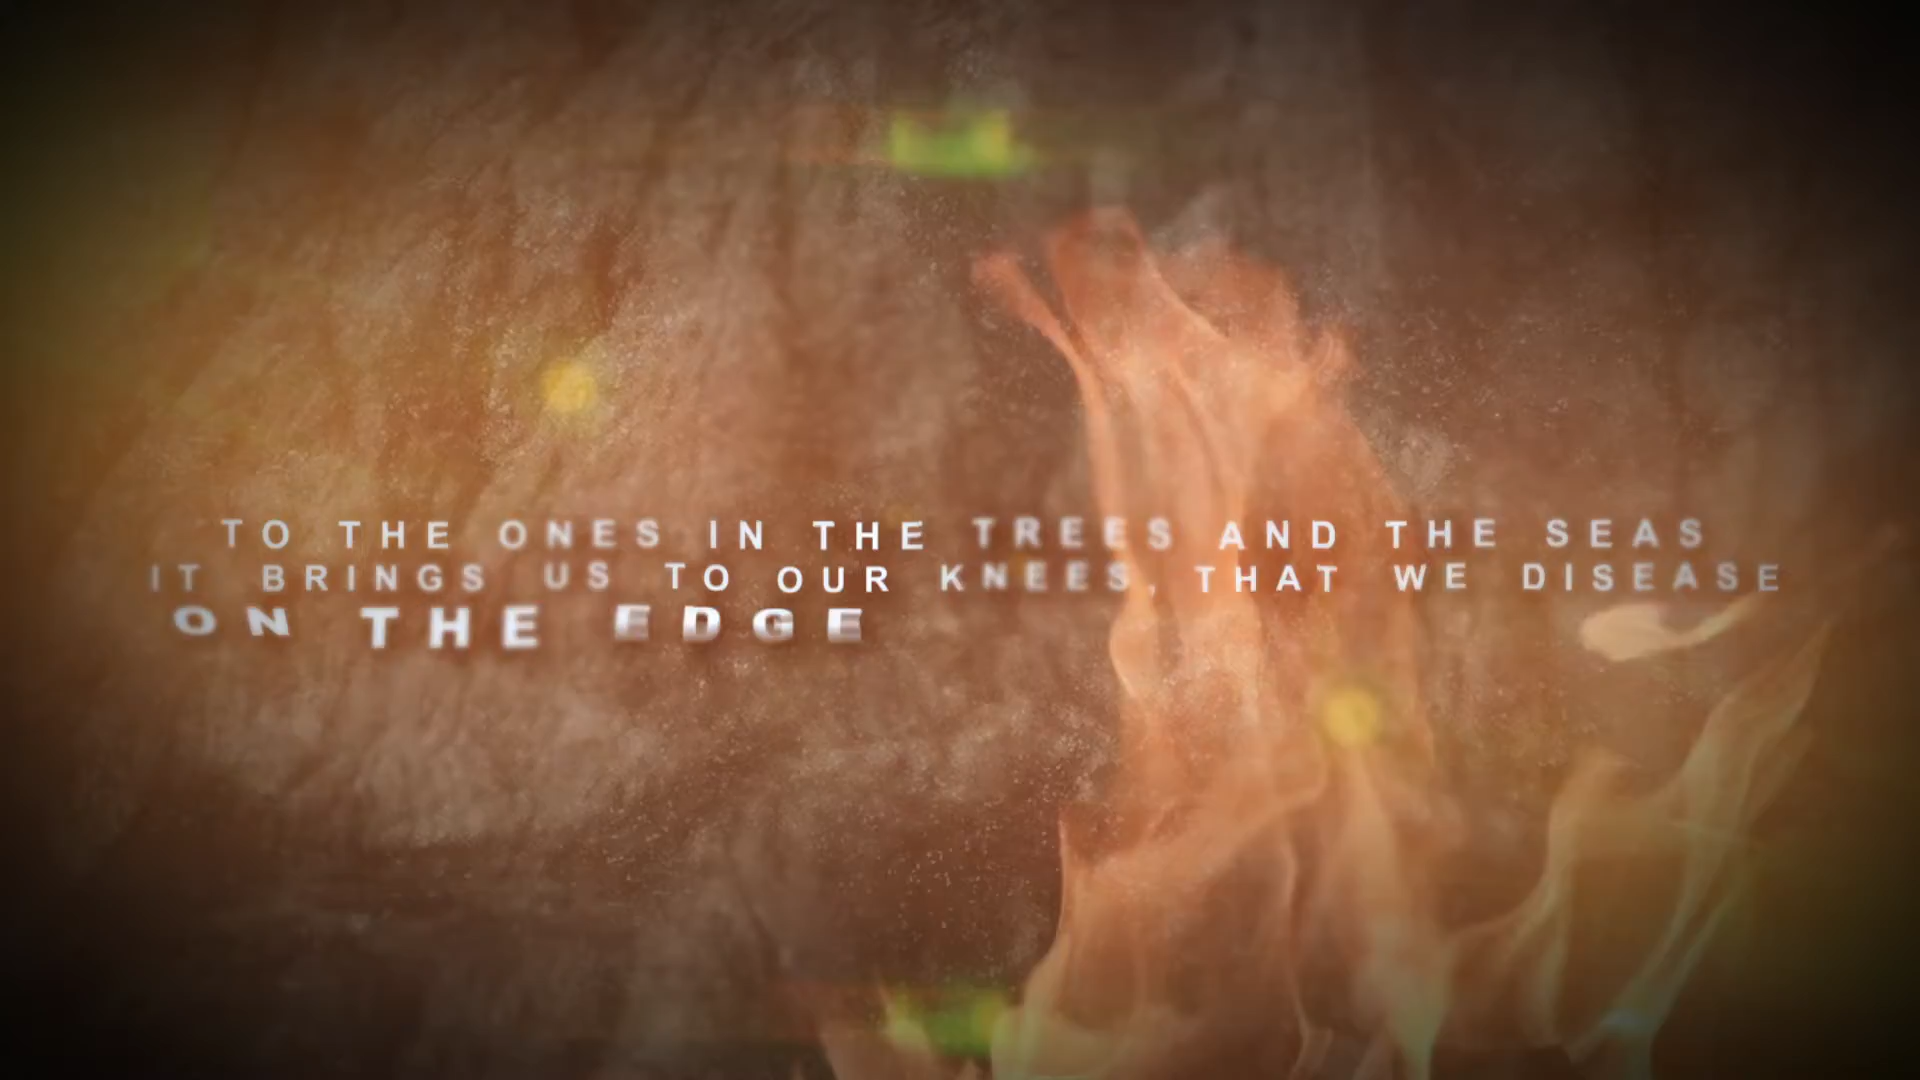 TO THE ONES IN THE TREES AND THE SEAS
IT BRINGS US TO OUR KNEES, THAT WE DISEASE
ON THE EDGE